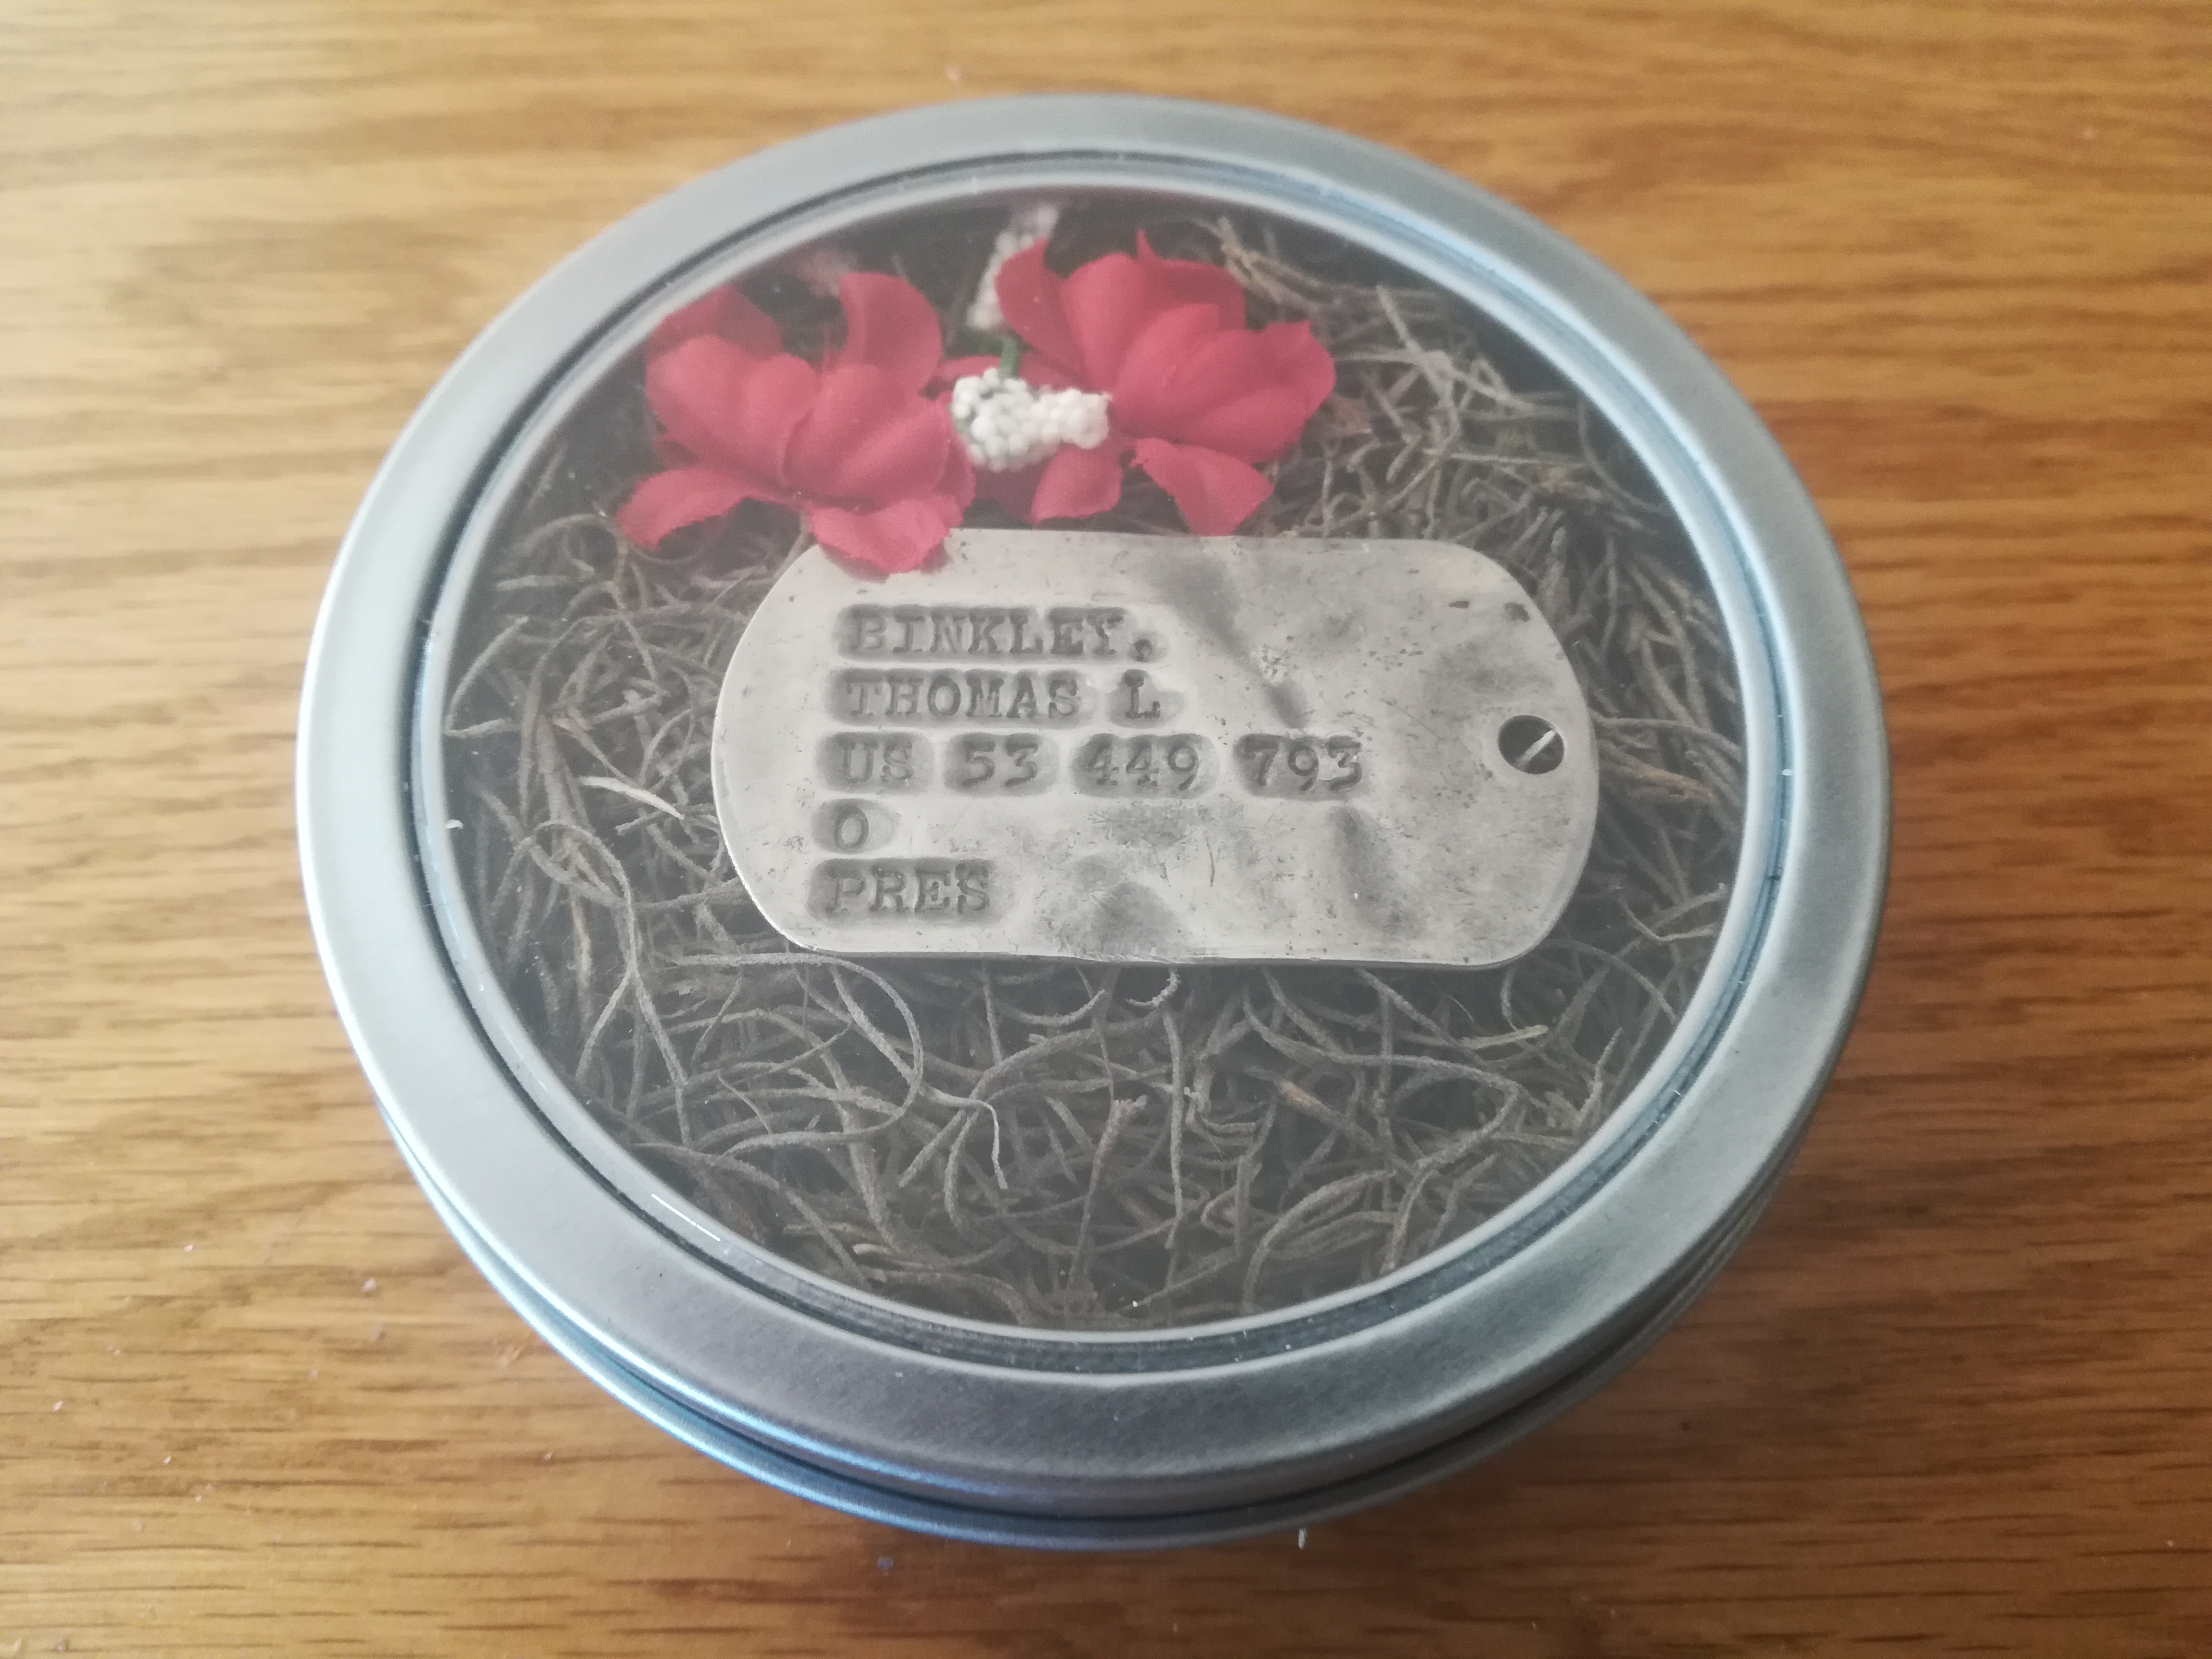 BINKLEY,
THOMAS L
US 53 449 793
O
PRES